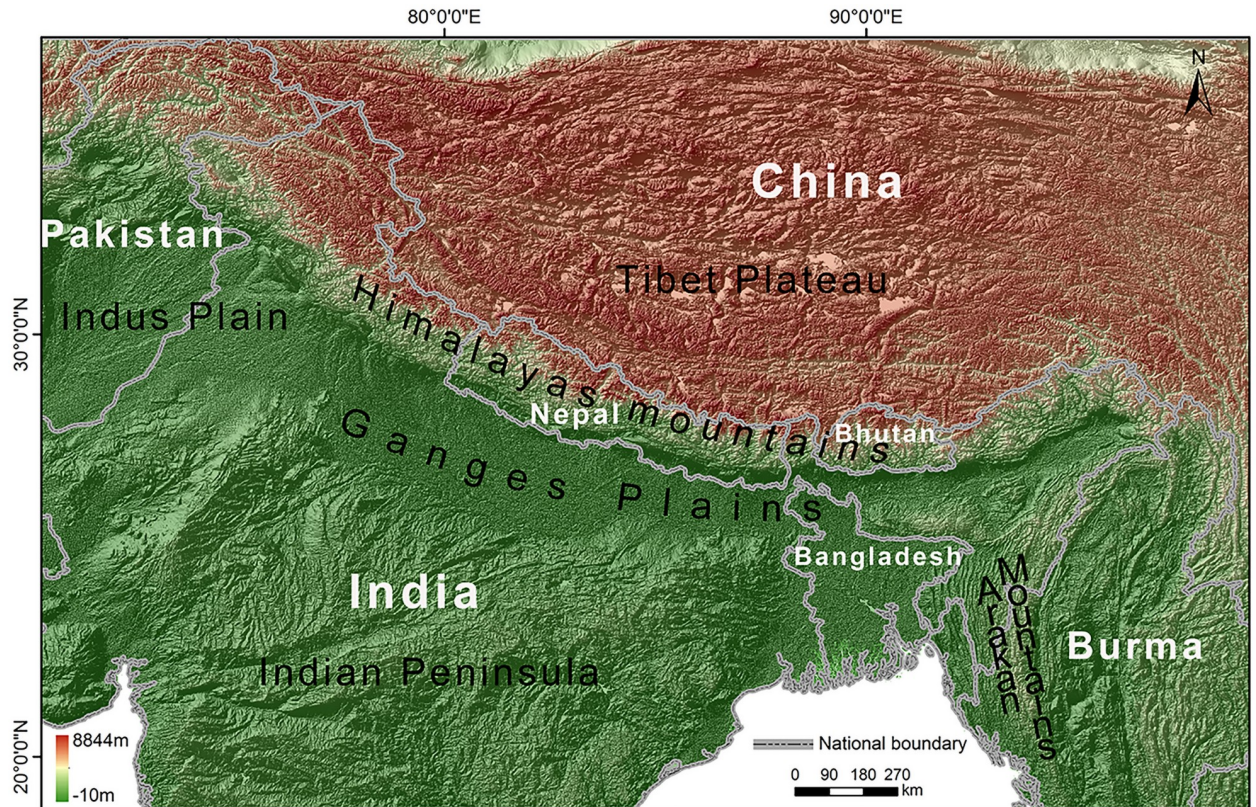 80°0'0"E
90°0'0"E
N
China
Pakistan
Tibet Plateau
Indus Plain
30°0'0"N
Himalayas mountains
Nepal
Bhutan
Ganges Plains
Bangladesh
India
Arakan
Mountains
Burma
Indian Peninsula
8844m
-10m
National boundary
0 90 180 270
km
20°0'0"N